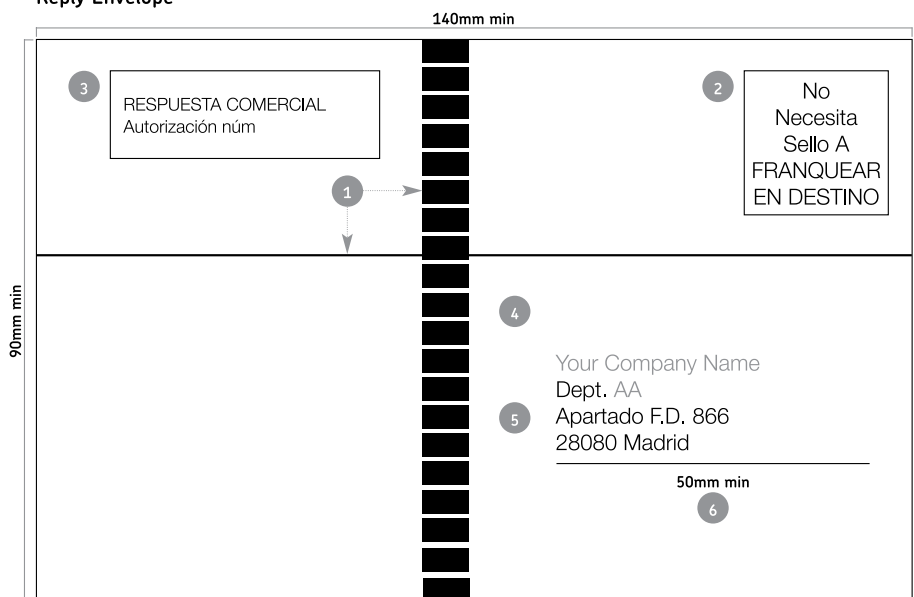 Reply Envelope
140mm min
3
RESPUESTA COMERCIAL
Autorización núm
2
No
Necesita
Sello A
FRANQUEAR
EN DESTINO
1
90mm min
4
Your Company Name
Dept. AA
5
Apartado F.D. 866
28080 Madrid
50mm min
6